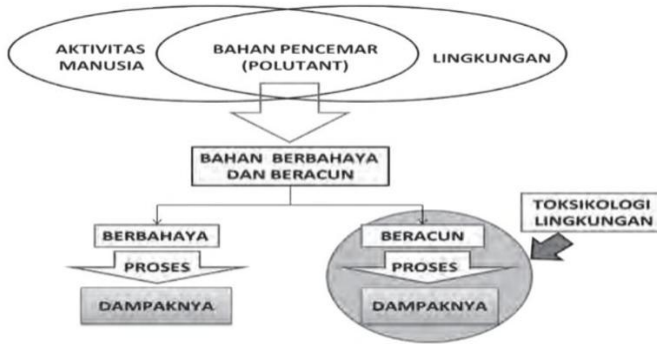 AKTIVITAS
MANUSIA
BAHAN PENCEMAR
(POLUTANT)
LINGKUNGAN
BAHAN BERBAHAYA
DAN BERACUN
TOKSIKOLOGI
LINGKUNGAN
BERBAHAYA
BERACUN
PROSES
PROSES
DAMPAKNYA
DAMPAKNYA